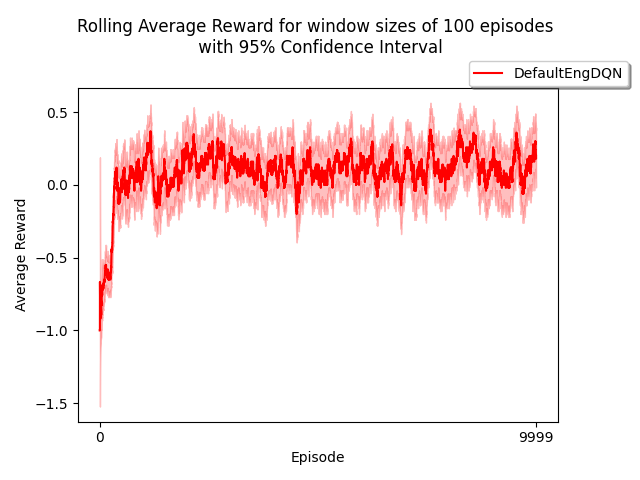 Rolling Average Reward for window sizes of 100 episodes
with 95% Confidence Interval
DefaultEngDQN
0.5
0.0
−0.5
−1.0
−1.5
Average Reward
0
9999
Episode